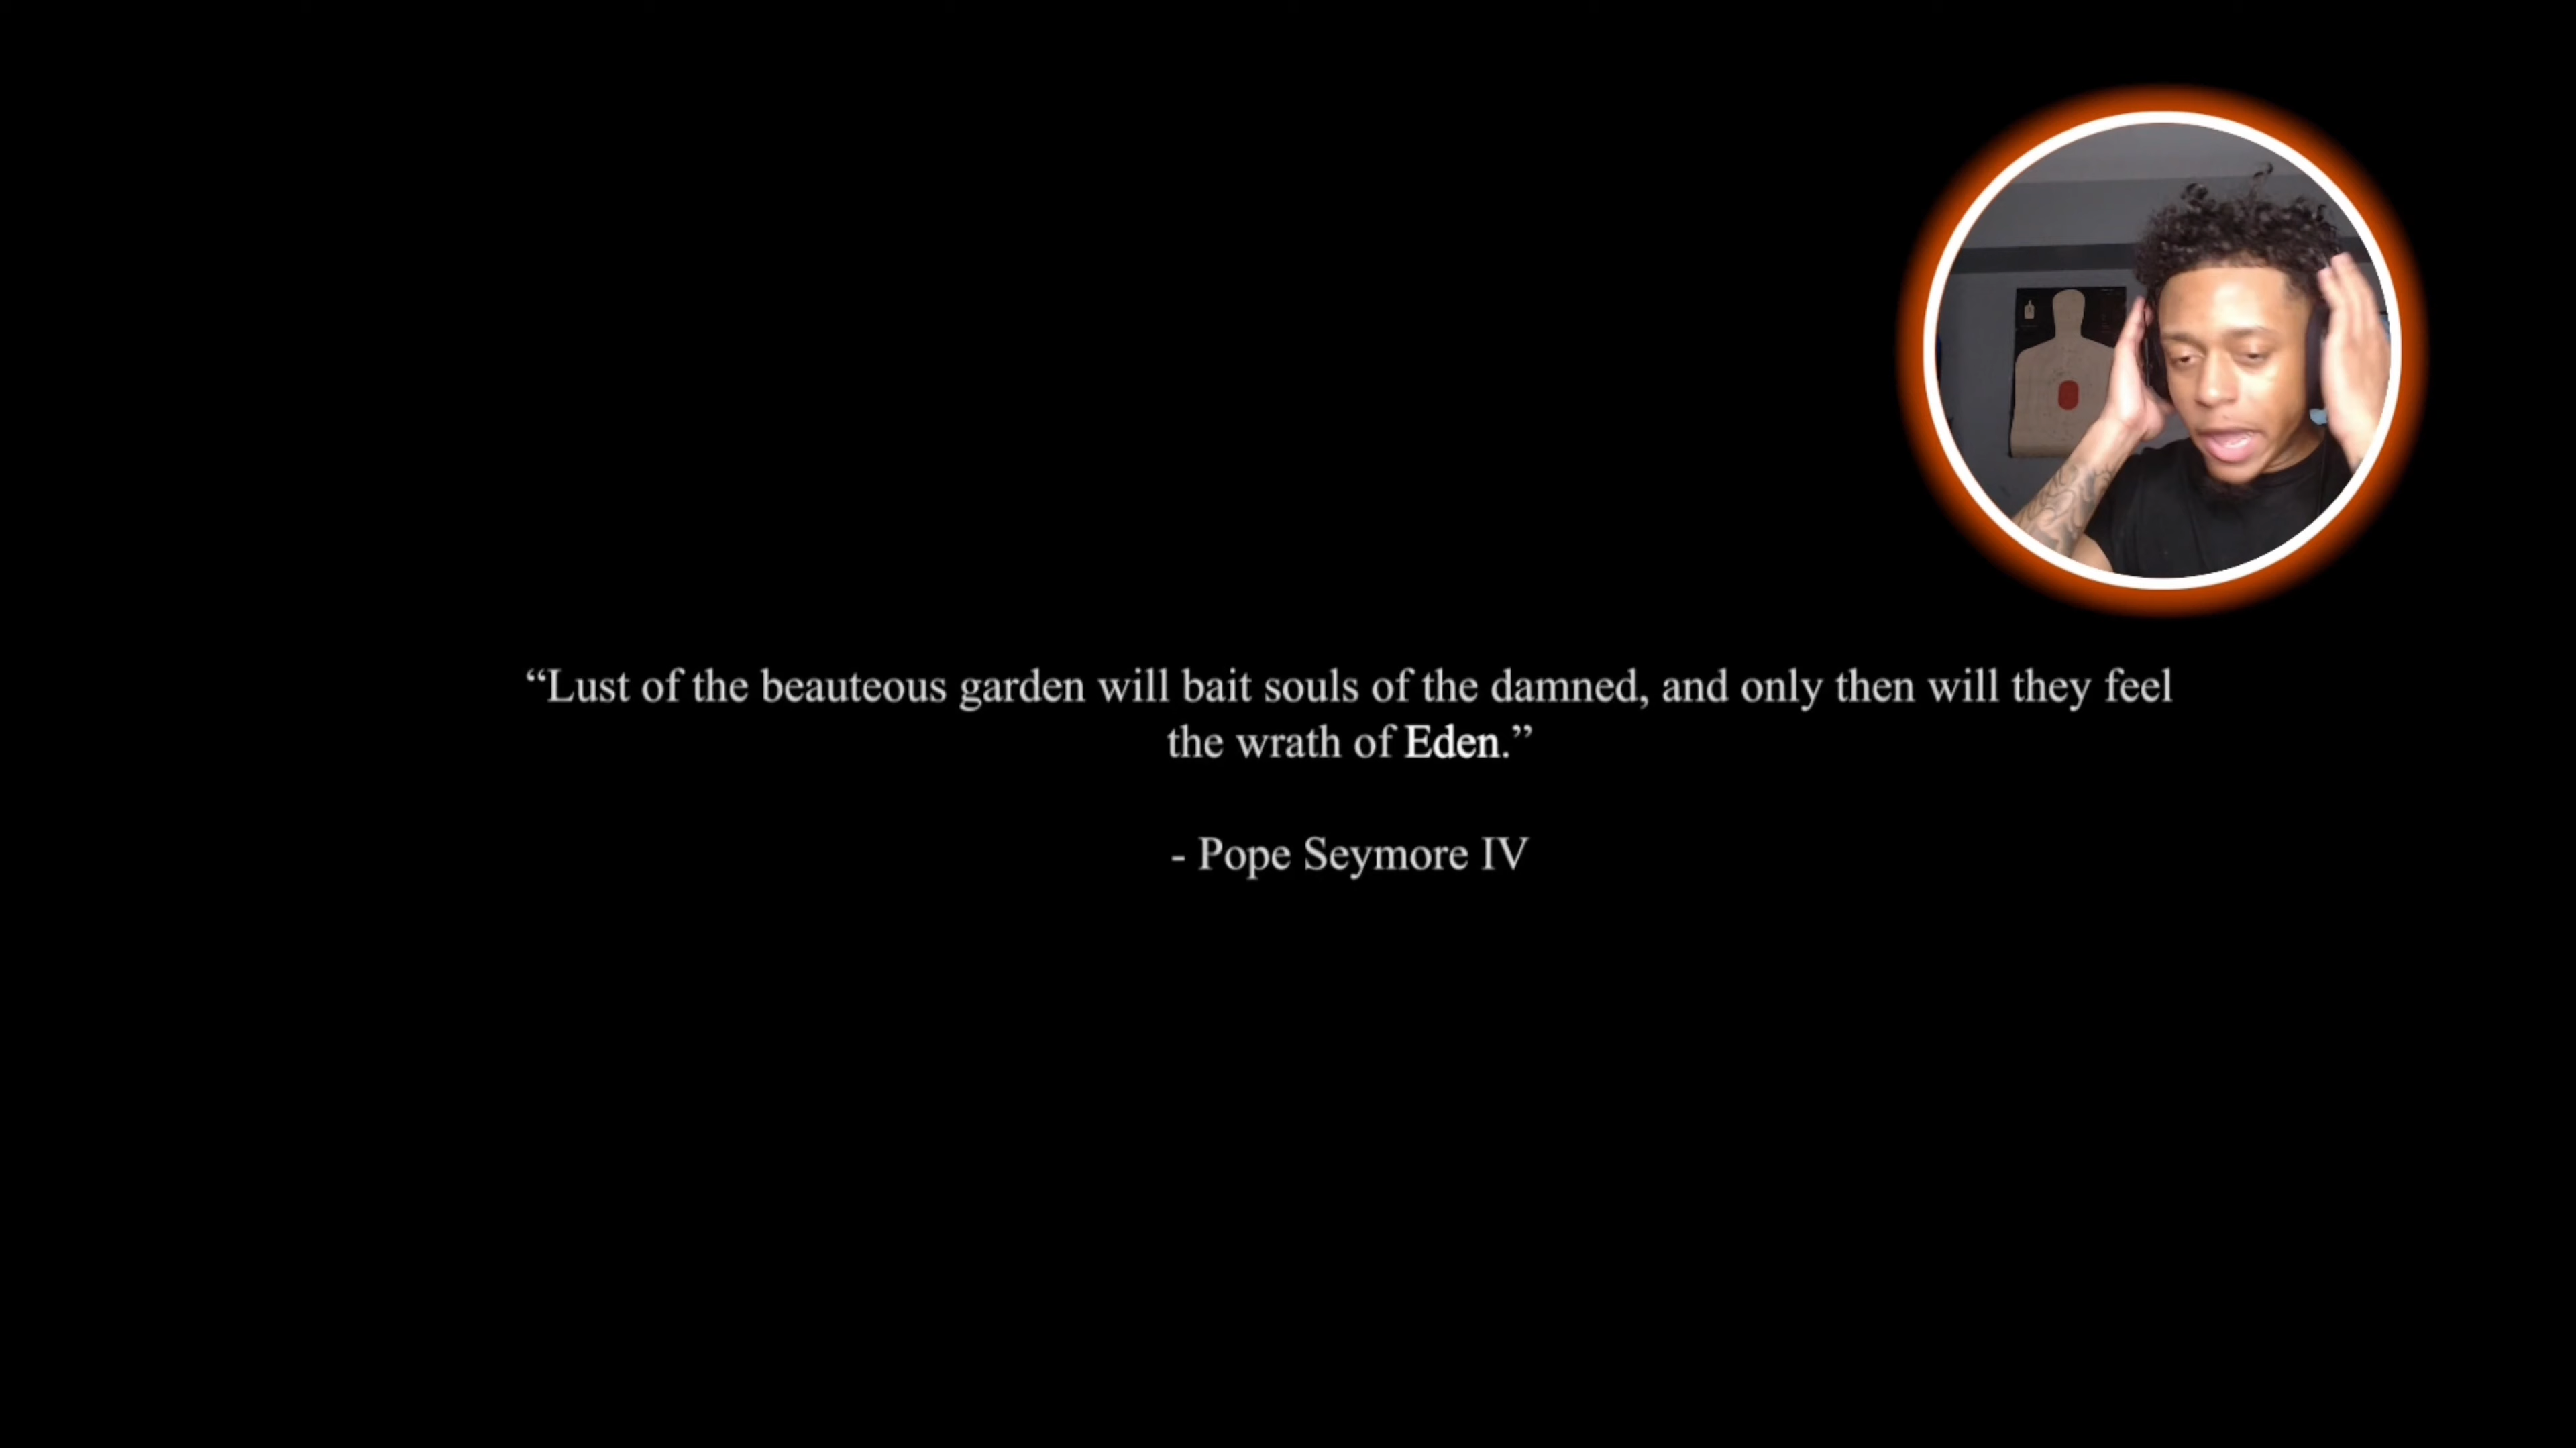 “Lust of the beauteous garden will bait souls of the damned, and only then will they feel
the wrath of Eden.”
- Pope Seymore IV